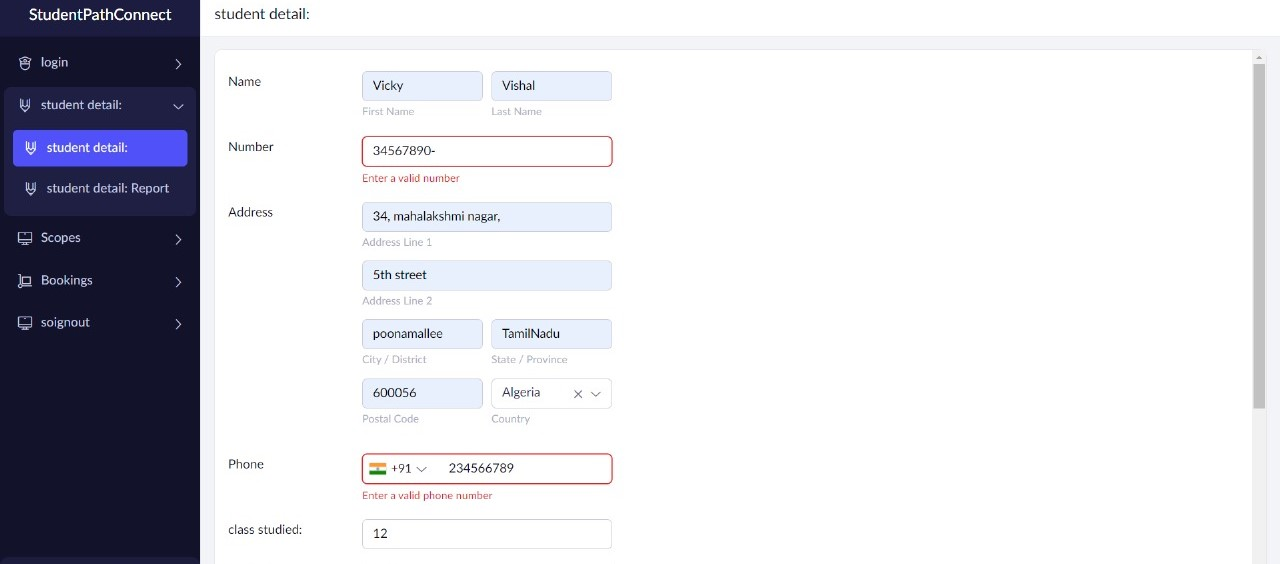 StudentPathConnect
student detail:
login
student detail:
student detail:
student detail: Report
Scopes
Bookings
soignout
Name
Vicky
Vishal
First Name
Last Name
Number
34567890-
Enter a valid number
Address
34, mahalakshmi nagar,
Address Line 1
5th street
Address Line 2
poonamallee
TamilNadu
City / District
State / Province
600056
Algeria
Postal Code
Country
Phone
+91
234566789
Enter a valid phone number
class studied:
12